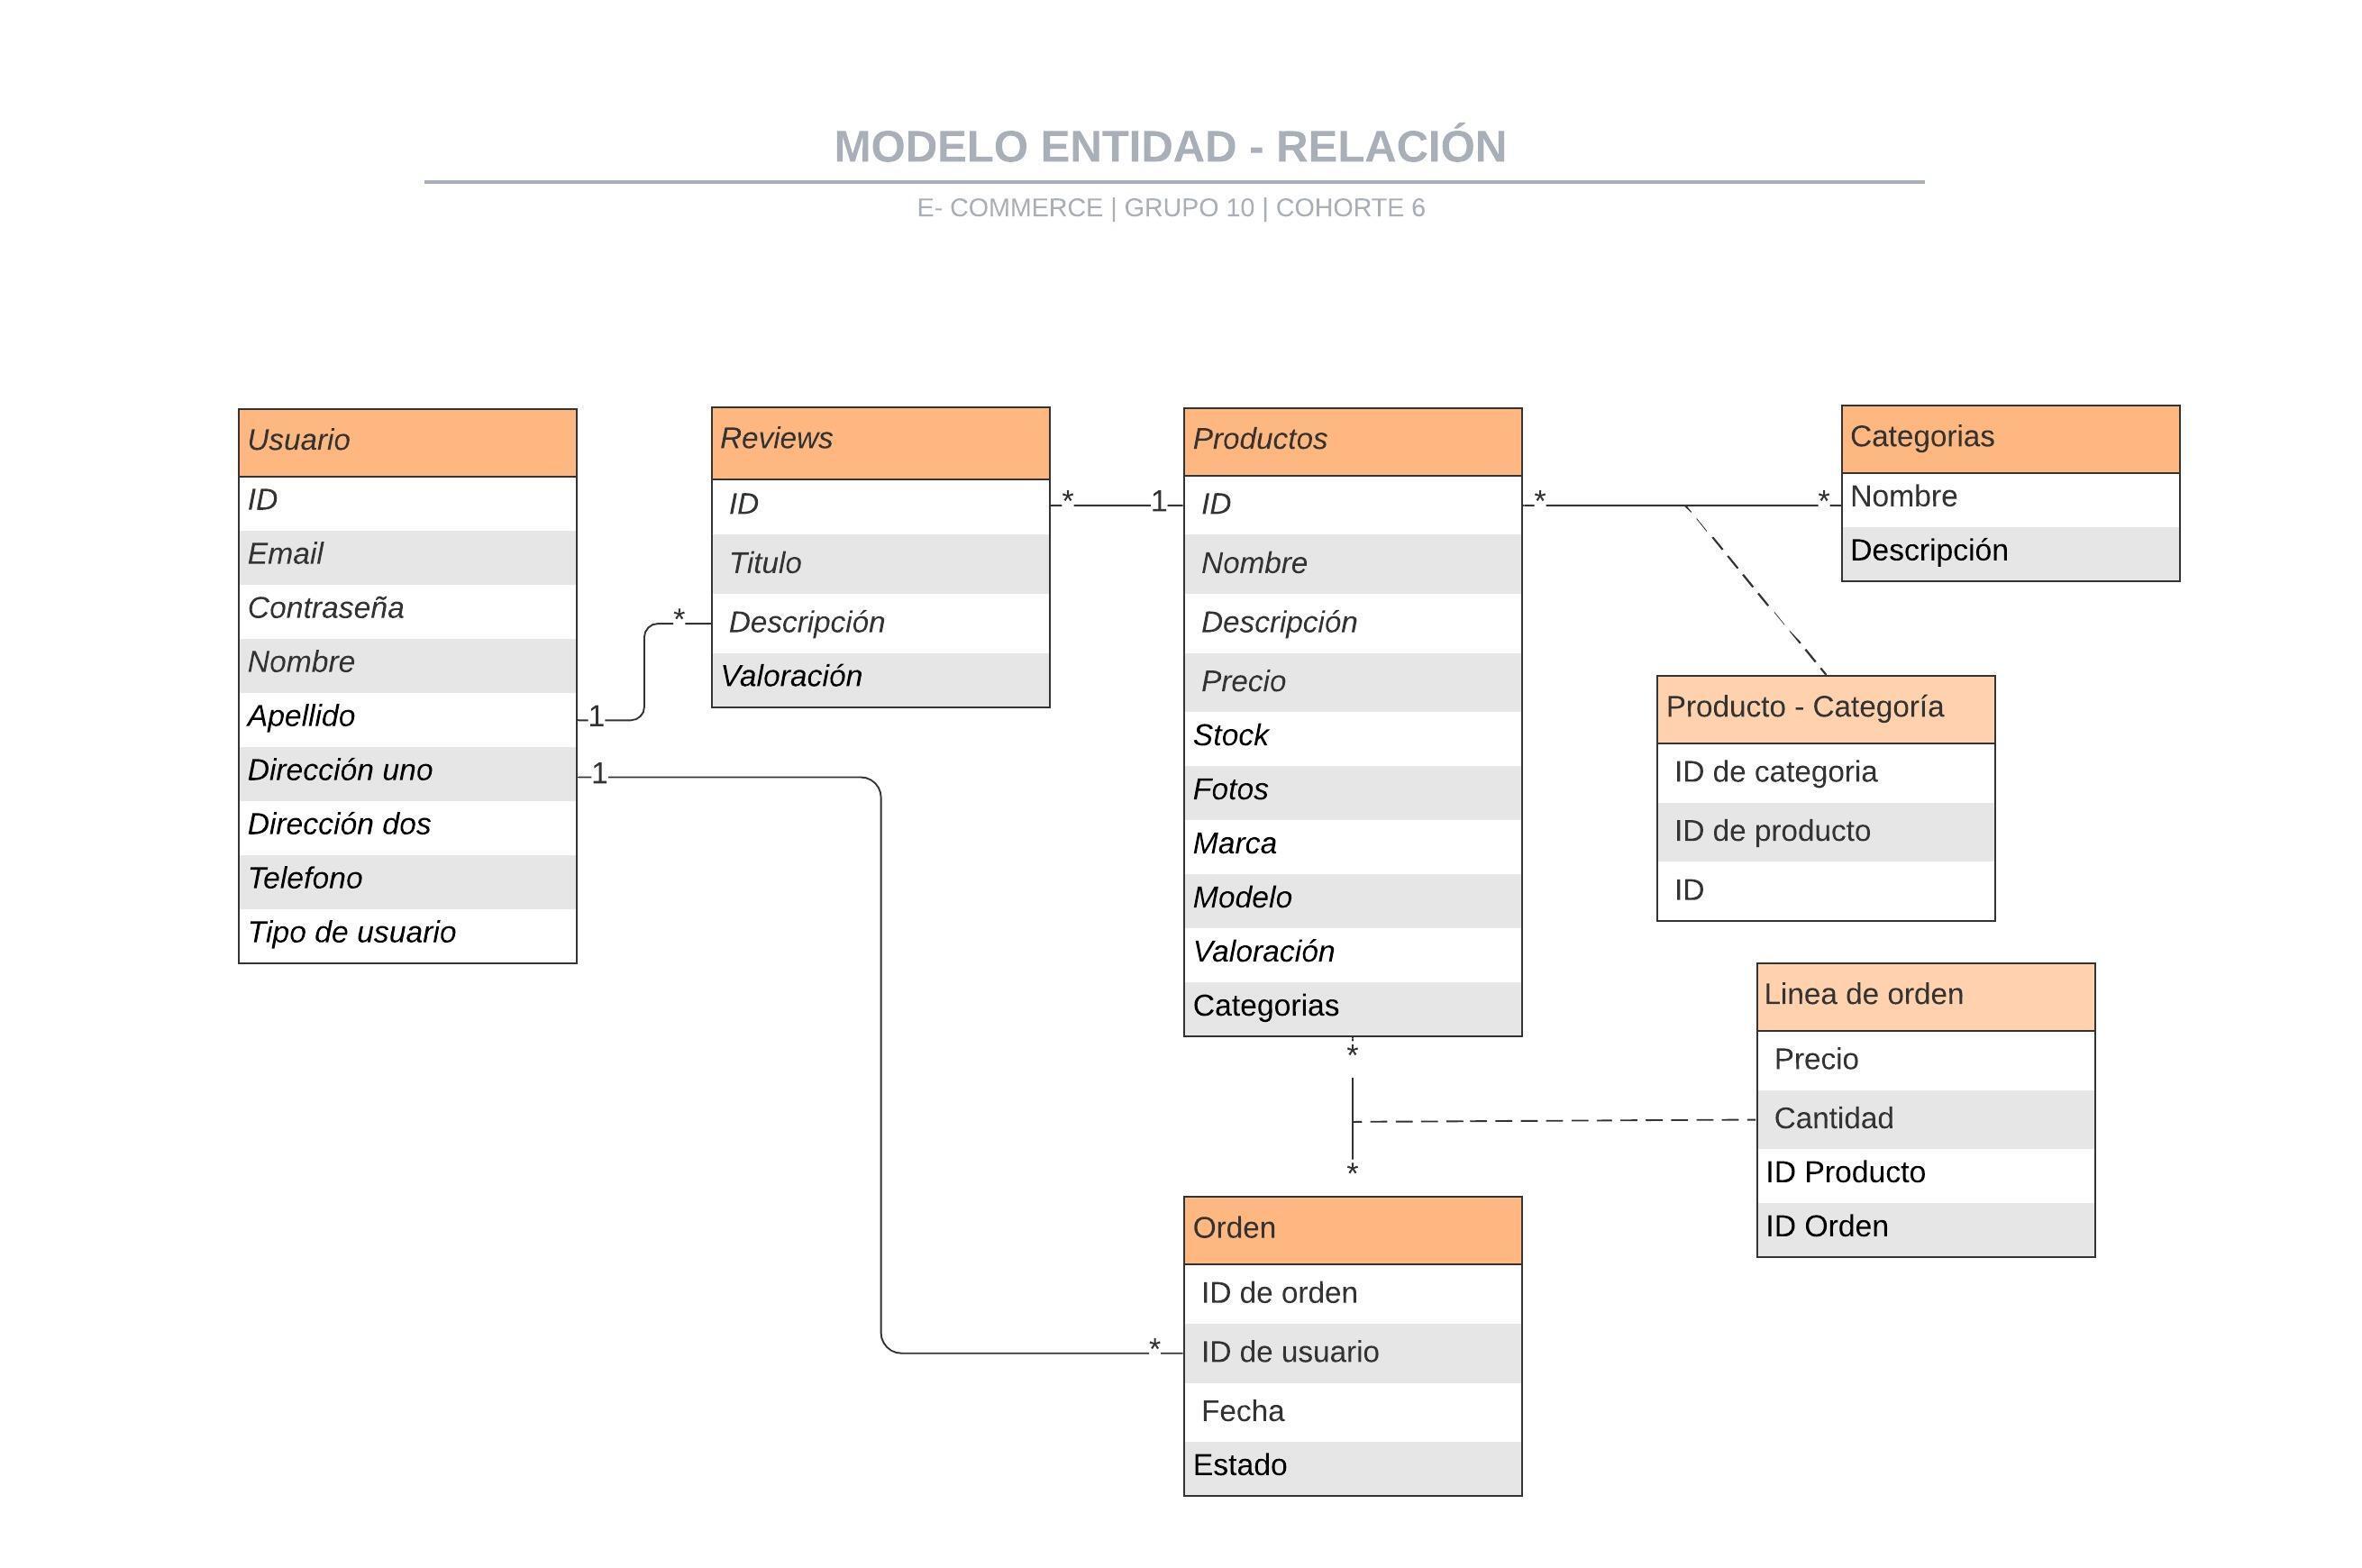 MODELO ENTIDAD - RELACIÓN
E- COMMERCE | GRUPO 10 | COHORTE 6
Usuario
ID
Email
Contraseña
Nombre
Apellido
Dirección uno
Dirección dos
Telefono
Tipo de usuario
1
1
*
Reviews
ID
Titulo
Descripción
Valoración
*
1
Productos
ID
Nombre
Descripción
Precio
Stock
Fotos
Marca
Modelo
Valoración
Categorias
*
*
Categorias
Nombre
Descripción
Producto - Categoría
ID de categoria
ID de producto
ID
Linea de orden
Precio
Cantidad
ID Producto
ID Orden
*
*
*
Orden
ID de orden
ID de usuario
Fecha
Estado